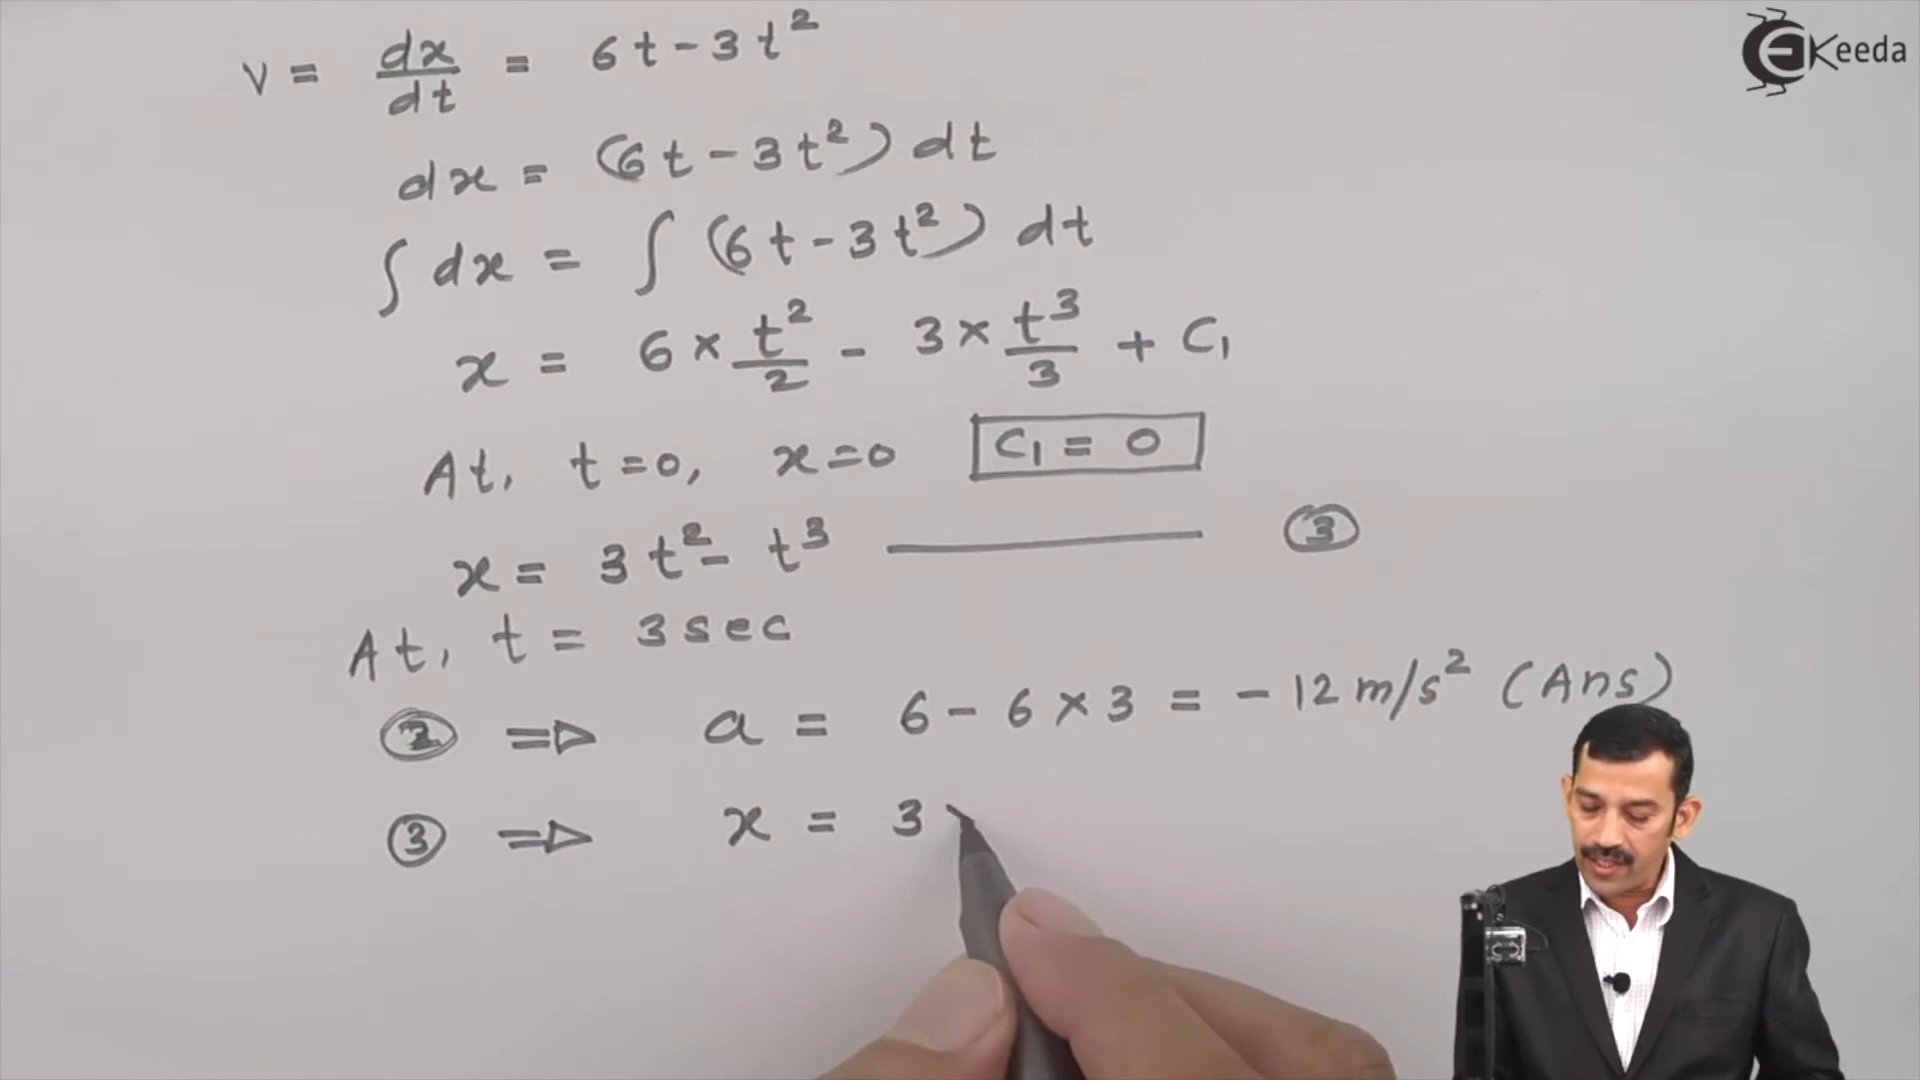 EKeeda
v = dx/dt = 6t - 3t²
dx = (6t - 3t²) dt
∫ dx = ∫ (6t - 3t²) dt
x = 6 × t²/2 - 3 × t³/3 + C₁
At, t=0, x=0 C₁ = 0
x = 3t² - t³ ——— ③
At, t = 3 sec
② ⇒ a = 6 - 6 × 3 = - 12 m/s² (Ans)
③ ⇒ x = 3